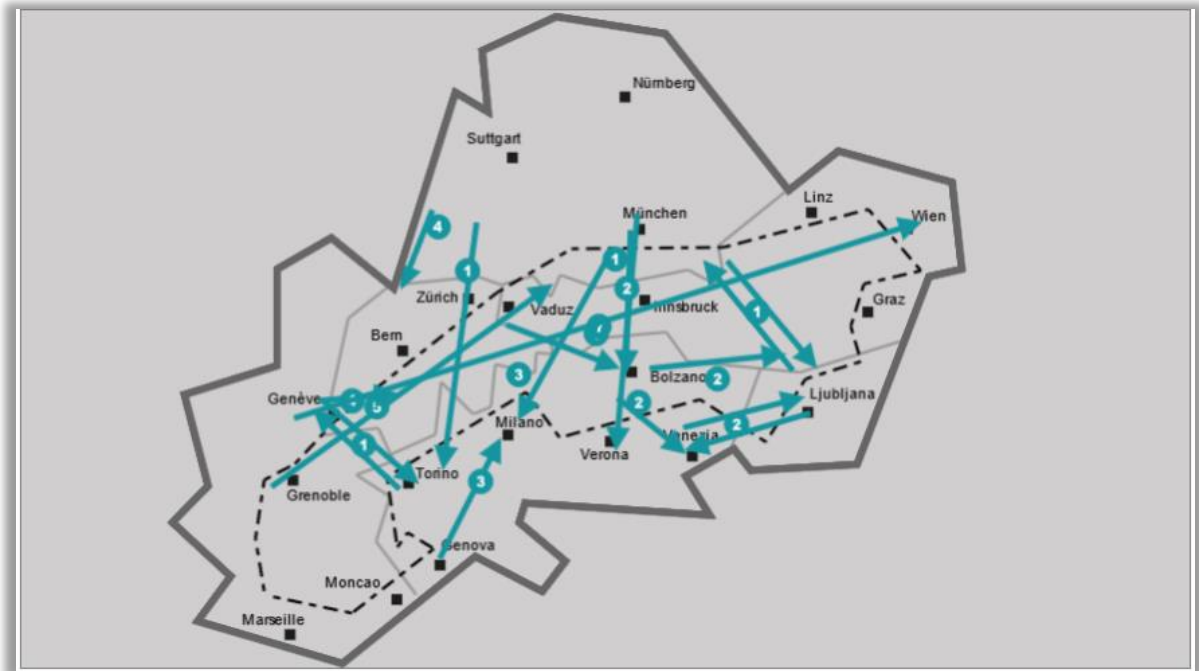 Nürnberg
Suttgart
Linz
München
Wien
4
1
1
Zürich
2
Vaduz
Innsbruck
Graz
1
Bern
3
Bolzano
2
Genève
5
2
Ljubljana
Milano
2
Venezia
1
Verona
Torino
3
Grenoble
Genova
Moncao
Marseille